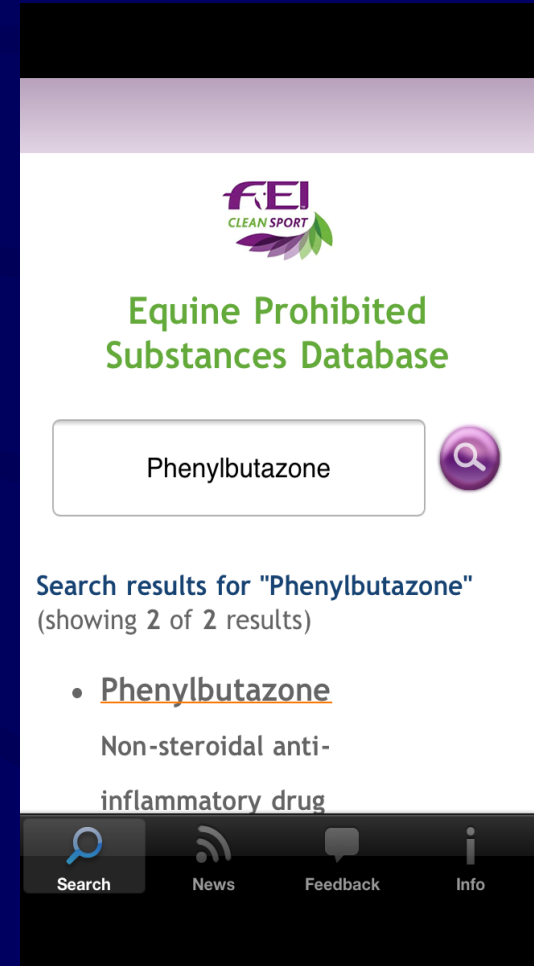 FEI
CLEAN SPORT
Equine Prohibited
Substances Database
Phenylbutazone
Search results for "Phenylbutazone"
(showing 2 of 2 results)
• Phenylbutazone
Non-steroidal anti-
inflammatory drug
Search News Feedback Info